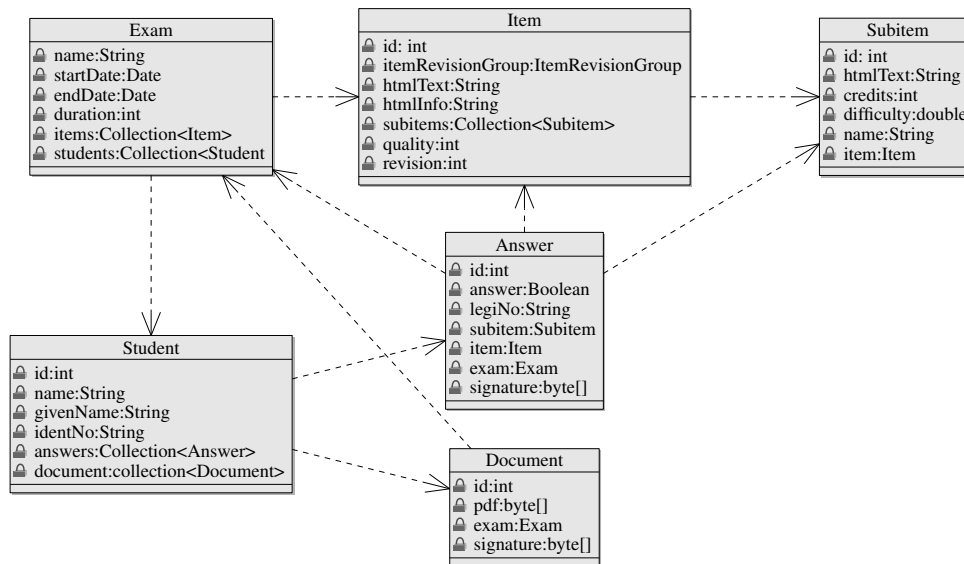 Exam
name:String
startDate:Date
endDate:Date
duration:int
items:Collection<Item>
students:Collection<Student
Item
id: int
itemRevisionGroup:ItemRevisionGroup
htmlText:String
htmlInfo:String
subitems:Collection<Subitem>
quality:int
revision:int
Subitem
id: int
htmlText:String
credits:int
difficulty:double
name:String
item:Item
Answer
id:int
answer:Boolean
legiNo:String
subitem:Subitem
item:Item
exam:Exam
signature:byte[]
Student
id:int
name:String
givenName:String
identNo:String
answers:Collection<Answer>
document:collection<Document>
Document
id:int
pdf:byte[]
exam:Exam
signature:byte[]